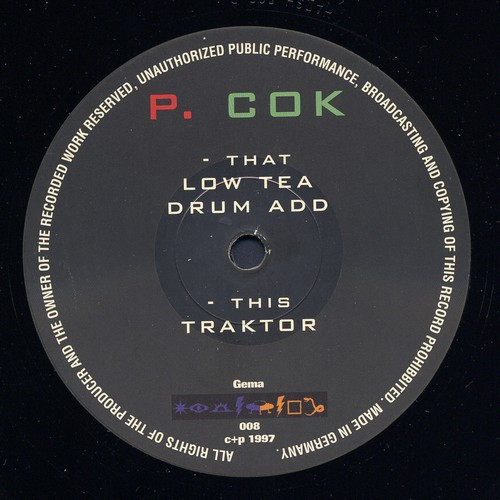 ALL RIGHTS OF THE PRODUCER AND THE OWNER OF THE RECORDED WORK RESERVED, UNAUTHORIZED PUBLIC PERFORMANCE, BROADCASTING AND COPYING OF THIS RECORD PROHIBITED. MADE IN GERMANY.
P. COK
- THAT
LOW TEA
DRUM ADD
- THIS
TRAKTOR
Gema
008
c+p 1997